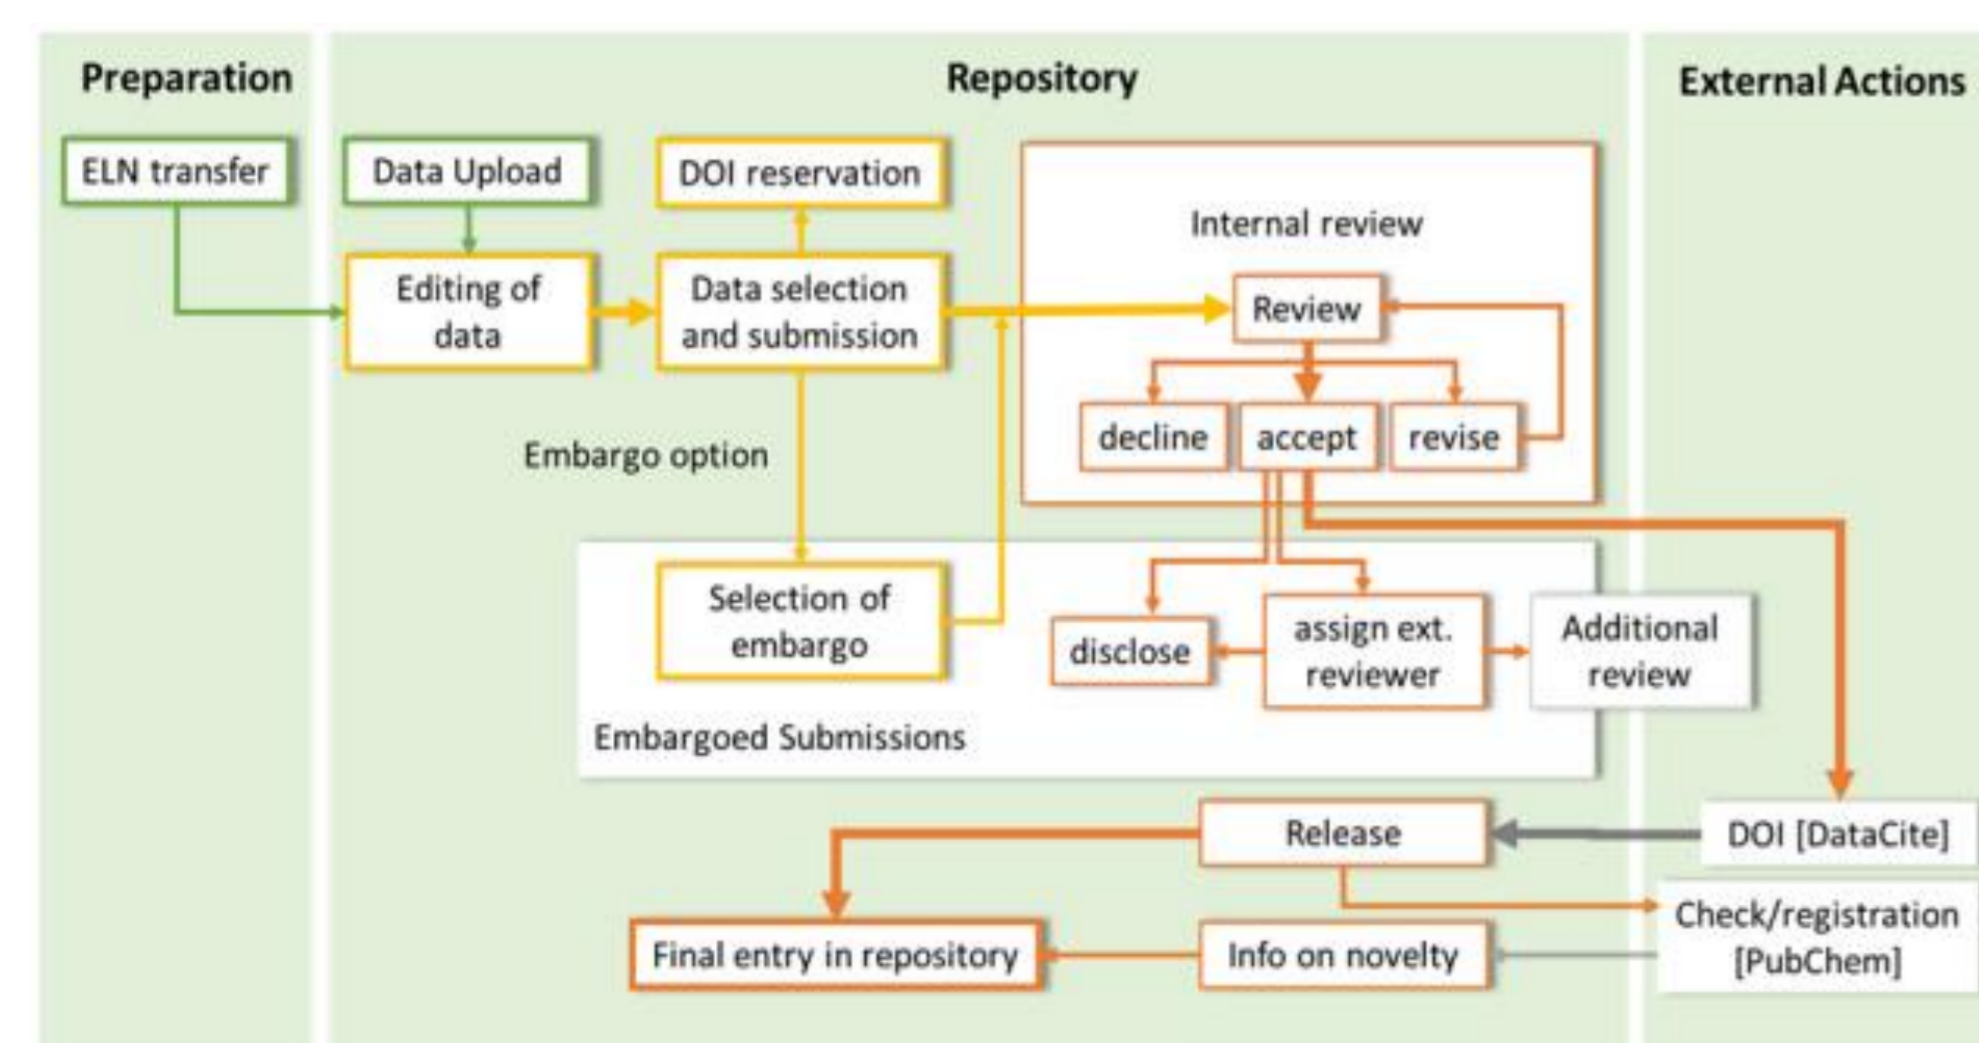 Preparation
Repository
External Actions
ELN transfer
Data Upload
DOI reservation
Internal review
Editing of
data
Data selection
and submission
Review
decline
accept
revise
Embargo option
Selection of
embargo
disclose
assign ext.
reviewer
Additional
review
Embargoed Submissions
Release
DOI [DataCite]
Check/registration
[PubChem]
Final entry in repository
Info on novelty